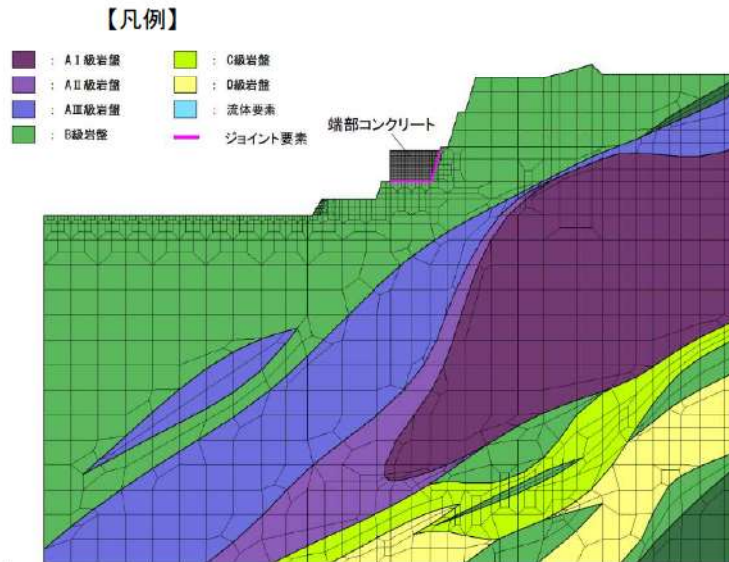 【凡例】
: AⅠ級岩盤
: AⅡ級岩盤
: AⅢ級岩盤
: B級岩盤
: C級岩盤
: D級岩盤
: 流体要素
ジョイント要素
端部コンクリート